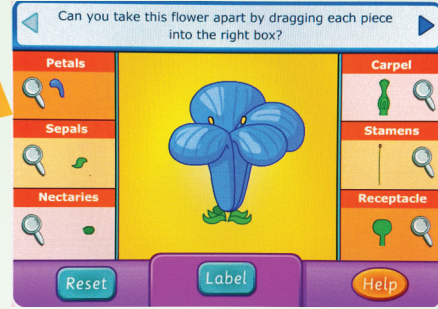 Can you take this flower apart by dragging each piece
into the right box?
Petals
Sepals
Nectaries
Carpel
Stamens
Receptacle
Reset
Label
Help